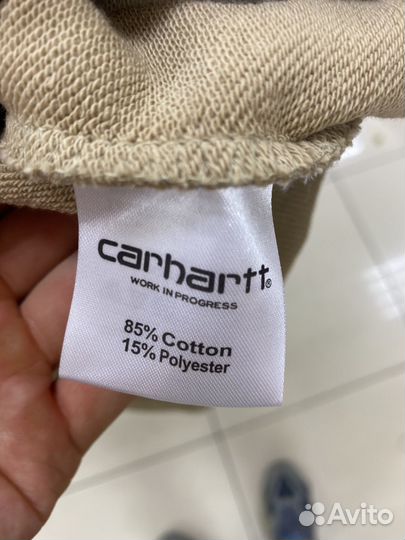 carhartt®
WORK IN PROGRESS
85% Cotton
15% Polyester
Avito